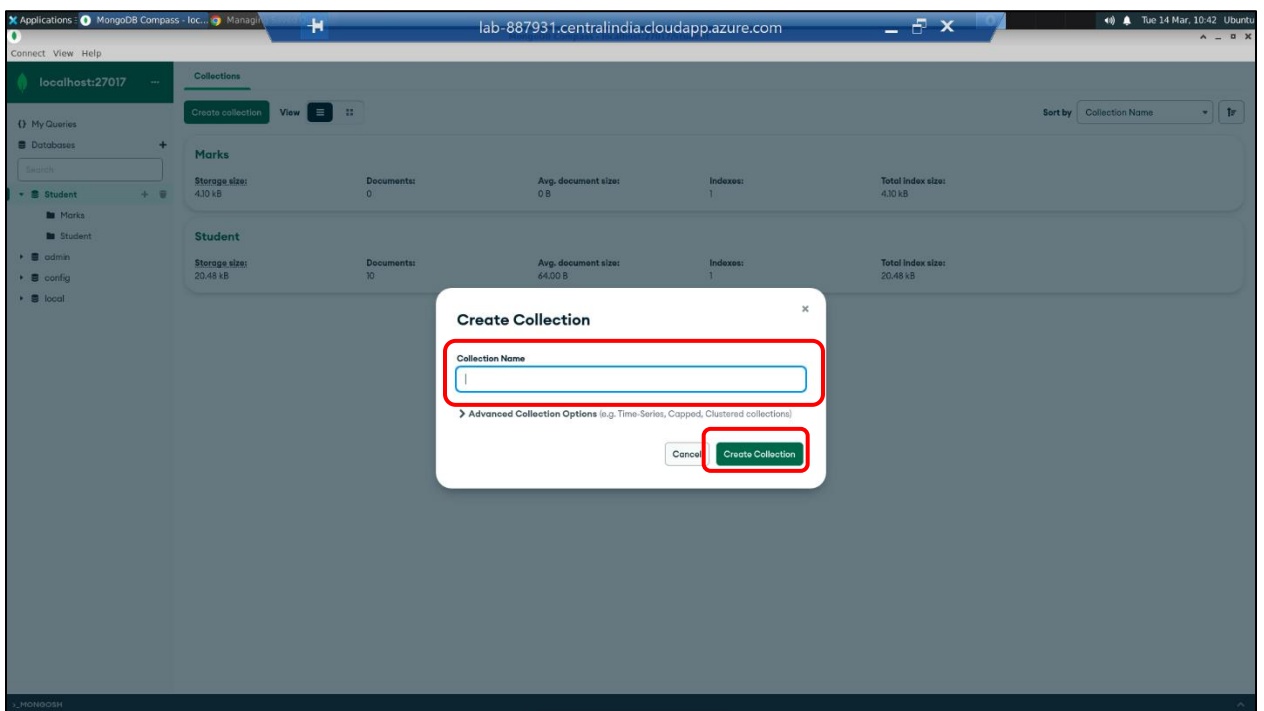 Applications : MongoDB Compass - loc... Managi
lab-887931.centralindia.cloudapp.azure.com
Tue 14 Mar, 10:42 Ubuntu
Connect View Help
localhost:27017 ...
Collections
Create collection View
Sort by Collection Name
{} My Queries
Databases +
Search
Student +
Marks
Student
admin
config
local
Marks
Storage size: Documents: Avg. document size: Indexes: Total index size:
4.10 kB 0 0 B 1 4.10 kB
Student
Storage size: Documents: Avg. document size: Indexes: Total index size:
20.48 kB 10 64.00 B 1 20.48 kB
Create Collection
Collection Name
Advanced Collection Options (e.g. Time-Series, Capped, Clustered collections)
Cancel Create Collection
>_MONGOSH